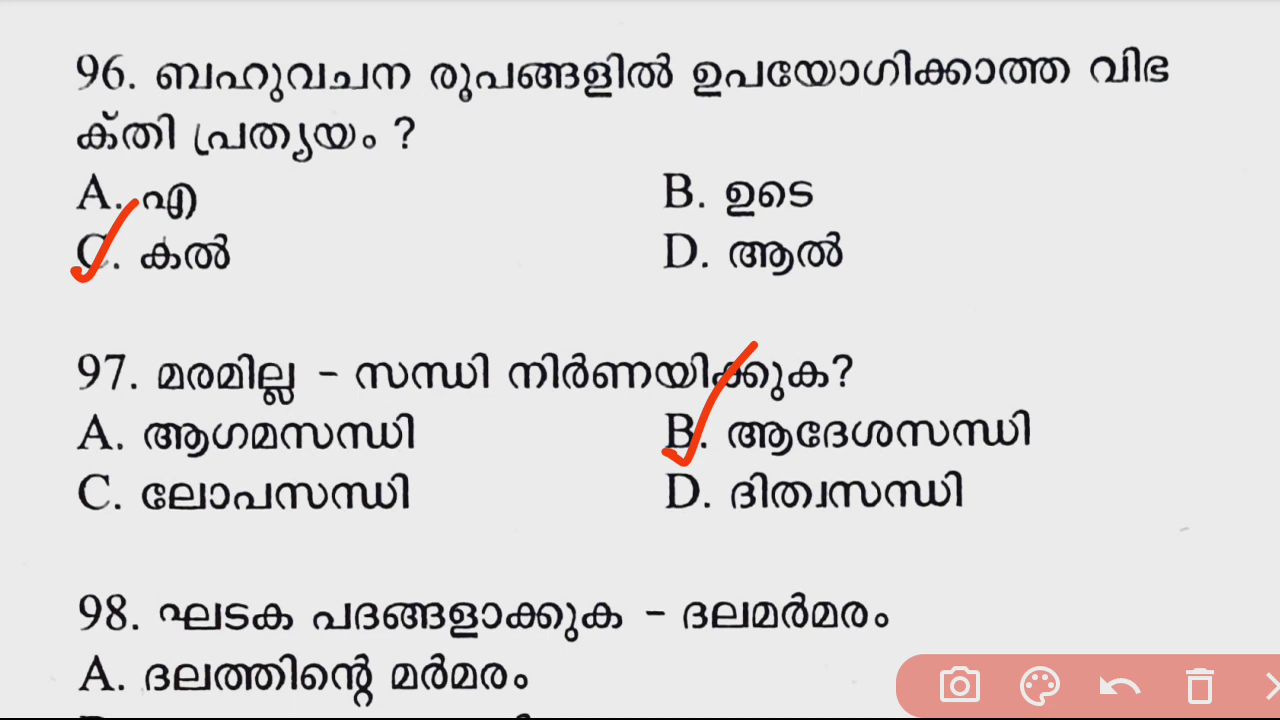 96. ബഹുവചന രൂപങ്ങളിൽ ഉപയോഗിക്കാത്ത വിഭ
ക്തി പ്രത്യയം ?
A. എ B. ഉടെ
C. കൽ D. ആൽ
97. മരമില്ല - സന്ധി നിർണയിക്കുക?
A. ആഗമസന്ധി B. ആദേശസന്ധി
C. ലോപസന്ധി D. ദിത്വസന്ധി
98. ഘടക പദങ്ങളാക്കുക - ദലമർമരം
A. ദലത്തിന്റെ മർമരം